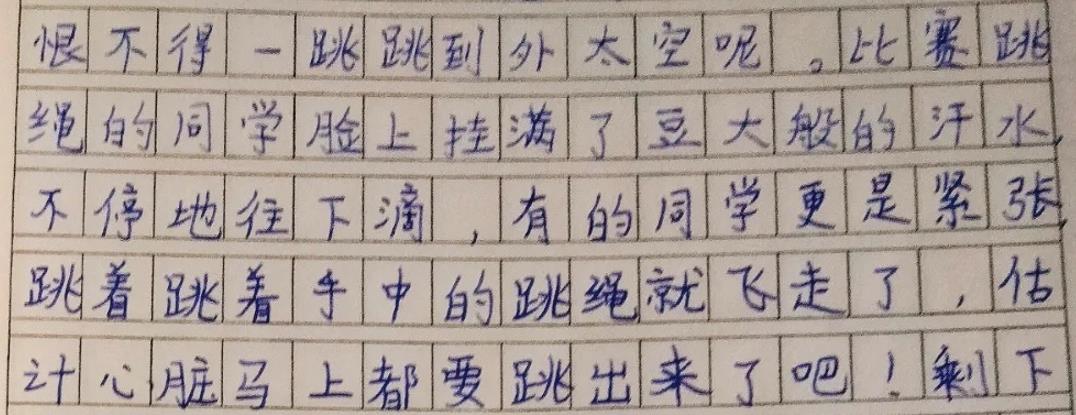 恨不得一跳跳到外太空呢。比赛跳
绳的同学脸上挂满了豆大般的汗水,
不停地往下滴,有的同学更是紧张,
跳着跳着手中的跳绳就飞走了,估
计心脏马上都要跳出来了吧!剩下